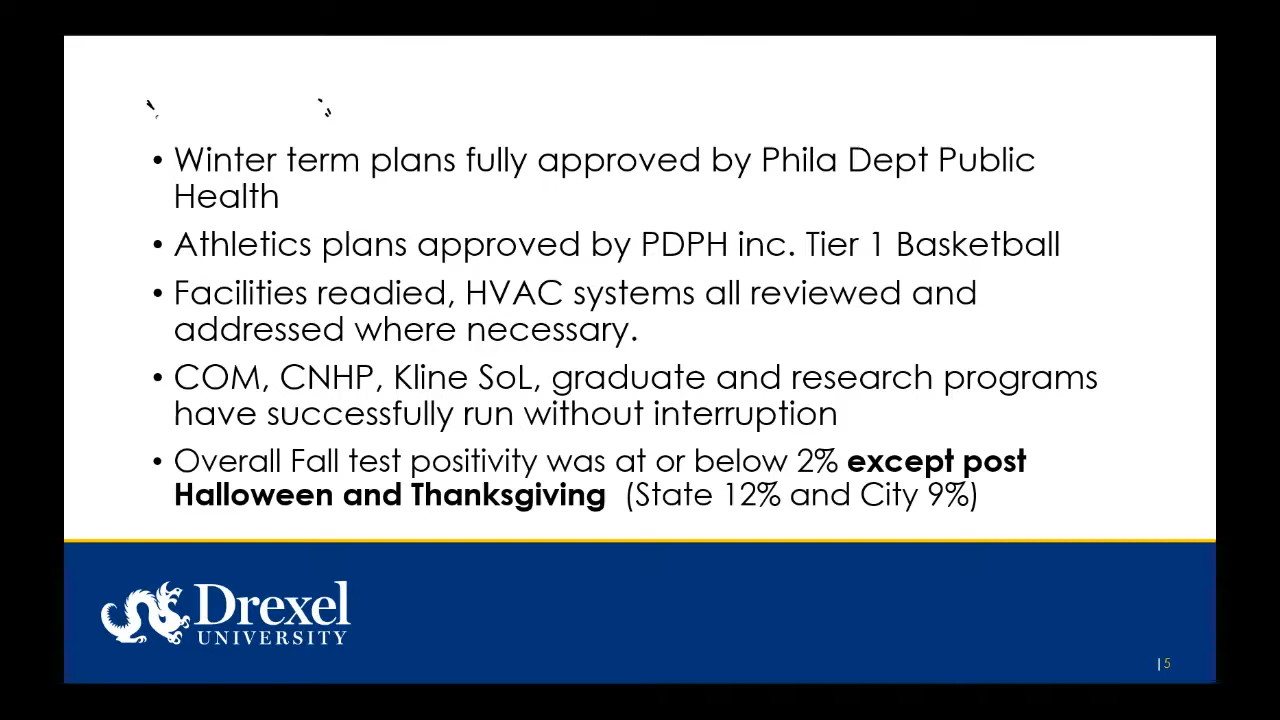 • Winter term plans fully approved by Phila Dept Public
Health
• Athletics plans approved by PDPH inc. Tier 1 Basketball
• Facilities readied, HVAC systems all reviewed and
addressed where necessary.
• COM, CNHP, Kline SoL, graduate and research programs
have successfully run without interruption
• Overall Fall test positivity was at or below 2% except post
Halloween and Thanksgiving (State 12% and City 9%)
Drexel
UNIVERSITY
|5